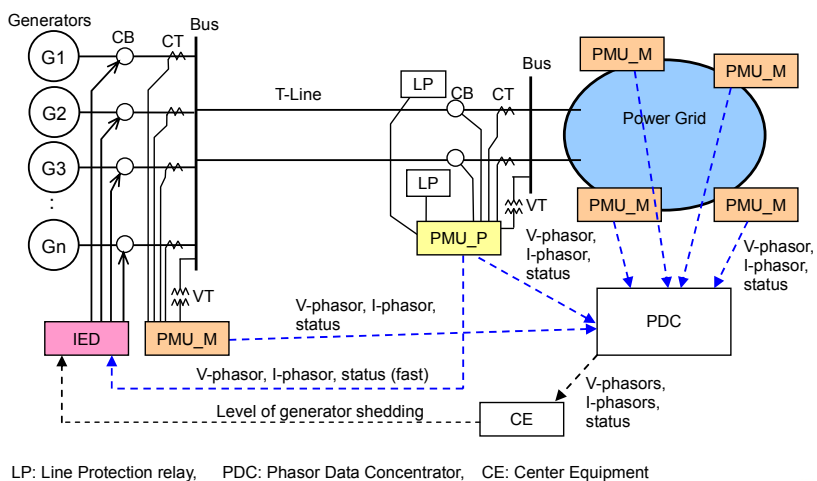 Generators
CB
CT
Bus
G1
G2
G3
:
Gn
T-Line
LP
CB
CT
Bus
LP
VT
PMU_P
PMU_M
PMU_M
Power Grid
PMU_M
PMU_M
V-phasor,
I-phasor,
status
V-phasor,
I-phasor,
status
VT
IED
PMU_M
V-phasor, I-phasor,
status
PDC
V-phasor, I-phasor, status (fast)
Level of generator shedding
CE
V-phasors,
I-phasors,
status
LP: Line Protection relay, PDC: Phasor Data Concentrator, CE: Center Equipment